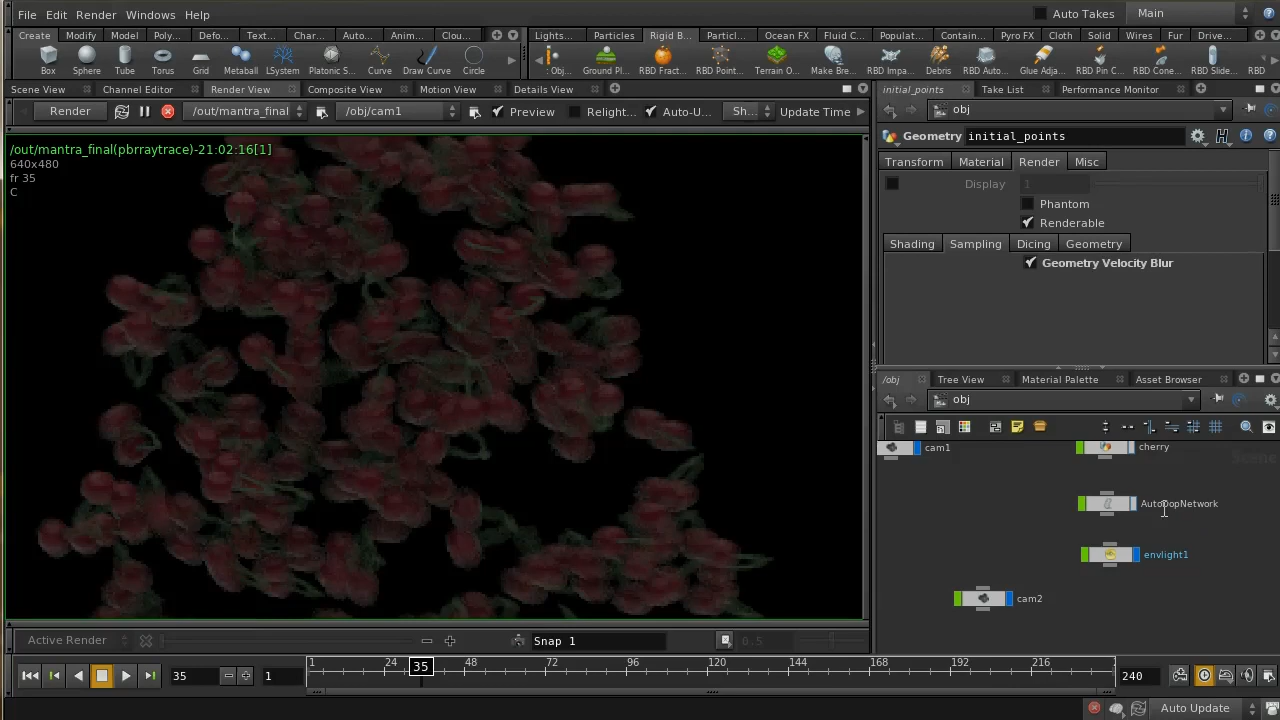 File Edit Render Windows Help Auto Takes Main
Create Modify Model Poly... Defo... Text... Char... Auto... Anim... Clou... Lights... Particles Rigid B... Particl... Ocean FX Fluid C... Populat... Contain... Pyro FX Cloth Solid Wires Fur Drive...
Box Sphere Tube Torus Grid Metaball LSystem Platonic S... Curve Draw Curve Circle : Obj... Ground Pl... RBD Fract... RBD Point... Terrain O... Make Bre... RBD Impa... Debris RBD Auto... Glue Adja... RBD Pin C... RBD Cone... RBD Slide... RBD
Scene View Channel Editor Render View Composite View Motion View Details View
initial_points Take List Performance Monitor
Render /out/mantra_final /obj/cam1 Preview Relight... Auto-U... Sh... Update Time
obj
Geometry initial_points
/out/mantra_final(pbrraytrace)-21:02:16[1]
640x480
fr 35
C
Transform Material Render Misc
Display 1
Phantom
Renderable
Shading Sampling Dicing Geometry
Geometry Velocity Blur
/obj Tree View Material Palette Asset Browser
obj
cam1 cherry
envlight1
cam2
Active Render Snap 1 0.5
35 1 1 24 35 48 72 96 120 144 168 192 216 240
Auto Update